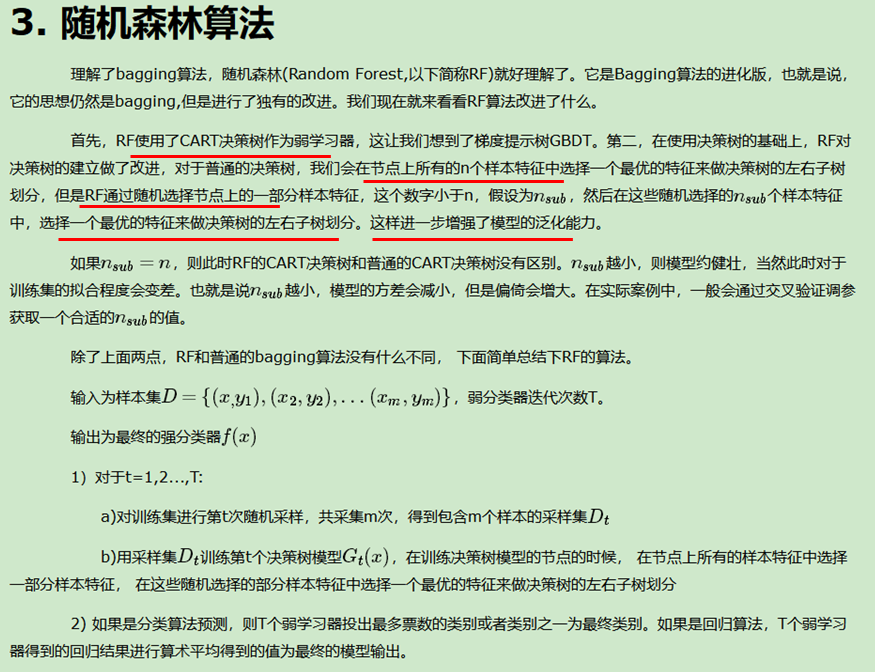 3. 随机森林算法
理解了bagging算法，随机森林(Random Forest,以下简称RF)就好理解了。它是Bagging算法的进化版，也就是说，
它的思想仍然是bagging,但是进行了独有的改进。我们现在就来看看RF算法改进了什么。
首先，RF使用了CART决策树作为弱学习器，这让我们想到了梯度提示树GBDT。第二，在使用决策树的基础上，RF对
决策树的建立做了改进，对于普通的决策树，我们会在节点上所有的n个样本特征中选择一个最优的特征来做决策树的左右子树
划分，但是RF通过随机选择节点上的一部分样本特征，这个数字小于n，假设为n_{sub}，然后在这些随机选择的n_{sub}个样本特征
中，选择一个最优的特征来做决策树的左右子树划分。这样进一步增强了模型的泛化能力。
如果n_{sub} = n，则此时RF的CART决策树和普通的CART决策树没有区别。n_{sub}越小，则模型约健壮，当然此时对于
训练集的拟合程度会变差。也就是说n_{sub}越小，模型的方差会减小，但是偏倚会增大。在实际案例中，一般会通过交叉验证调参
获取一个合适的n_{sub}的值。
除了上面两点，RF和普通的bagging算法没有什么不同， 下面简单总结下RF的算法。
输入为样本集D = {(x_,y_1), (x_2, y_2), . . . (x_m, y_m)}，弱分类器迭代次数T。
输出为最终的强分类器f(x)
1）对于t=1,2...,T:
a)对训练集进行第t次随机采样，共采集m次，得到包含m个样本的采样集D_t
b)用采样集D_t训练第t个决策树模型G_t(x)，在训练决策树模型的节点的时候， 在节点上所有的样本特征中选择
一部分样本特征， 在这些随机选择的部分样本特征中选择一个最优的特征来做决策树的左右子树划分
2) 如果是分类算法预测，则T个弱学习器投出最多票数的类别或者类别之一为最终类别。如果是回归算法，T个弱学习
器得到的回归结果进行算术平均得到的值为最终的模型输出。